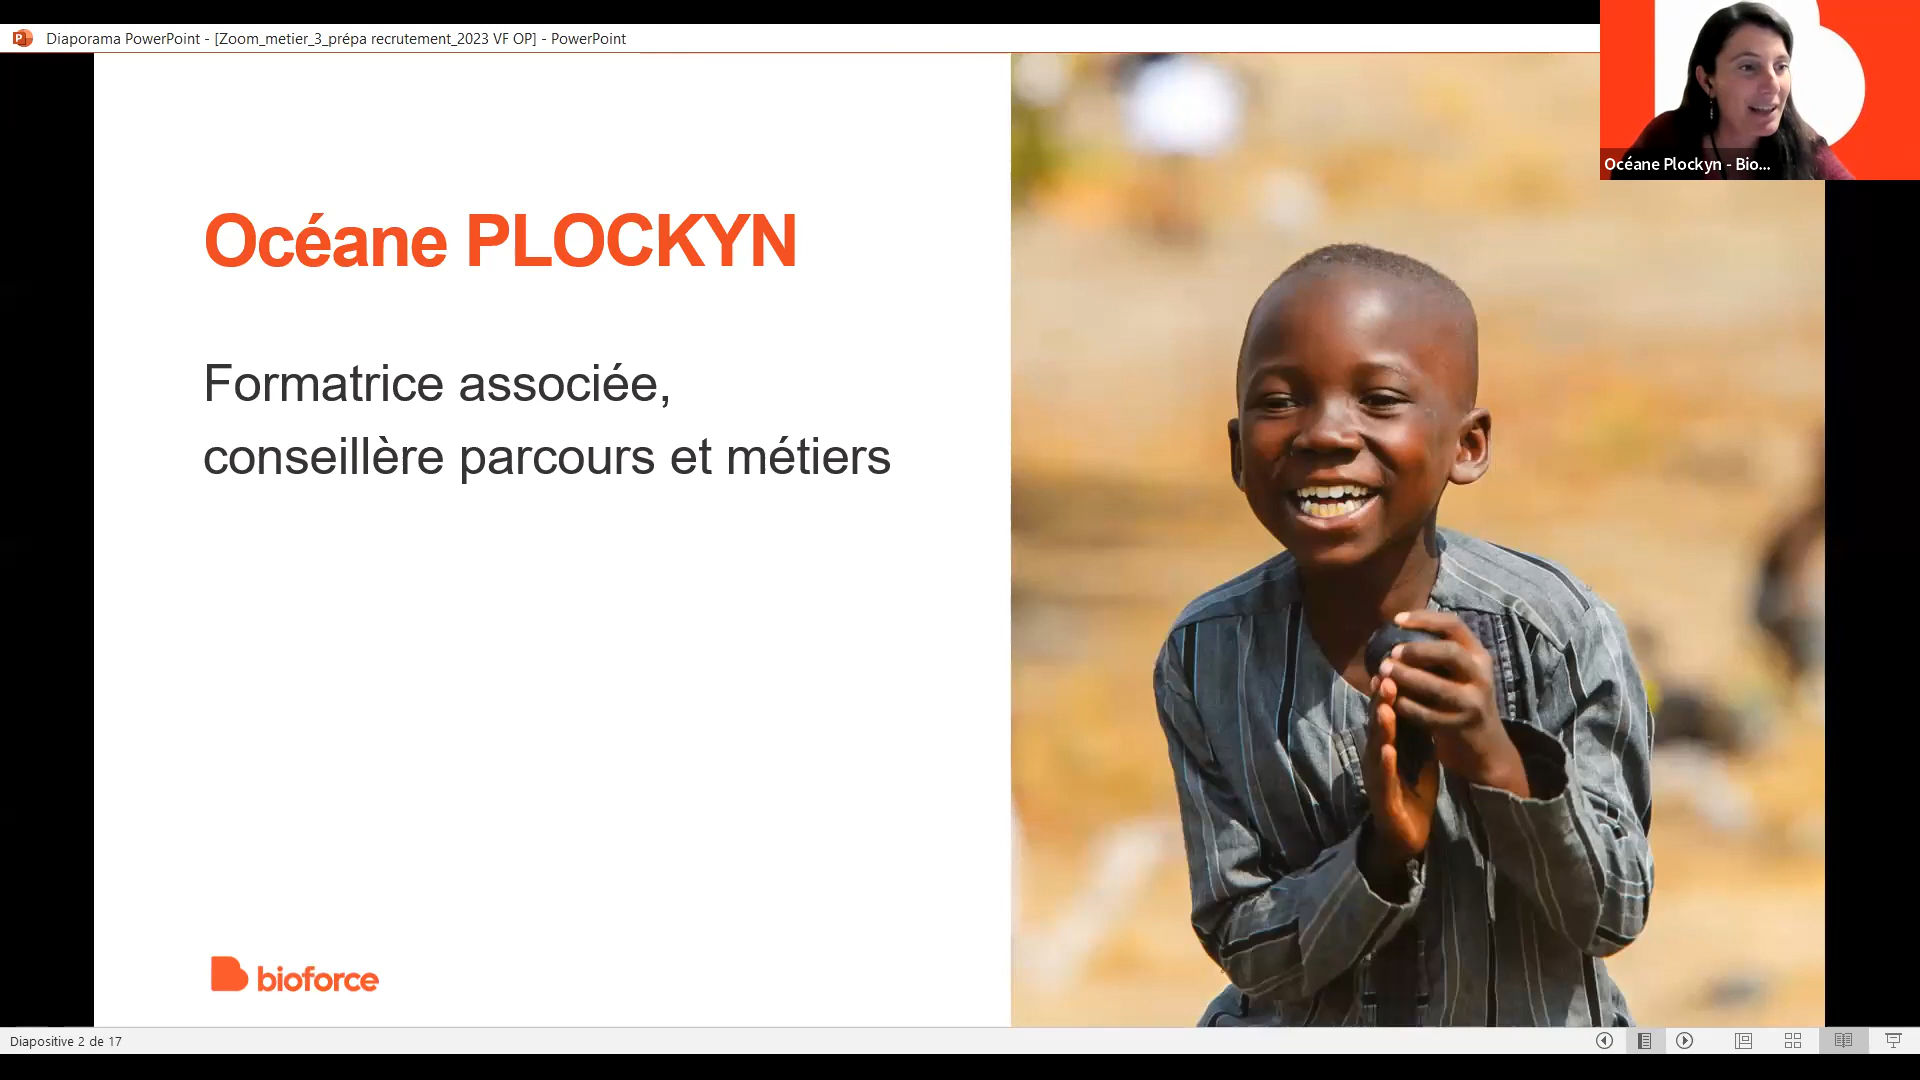 Diaporama PowerPoint - [Zoom_metier_3_prépa recrutement_2023 VF OP] - PowerPoint
Océane Plockyn - Bio...
Océane PLOCKYN
Formatrice associée,
conseillère parcours et métiers
bioforce
Diapositive 2 de 17